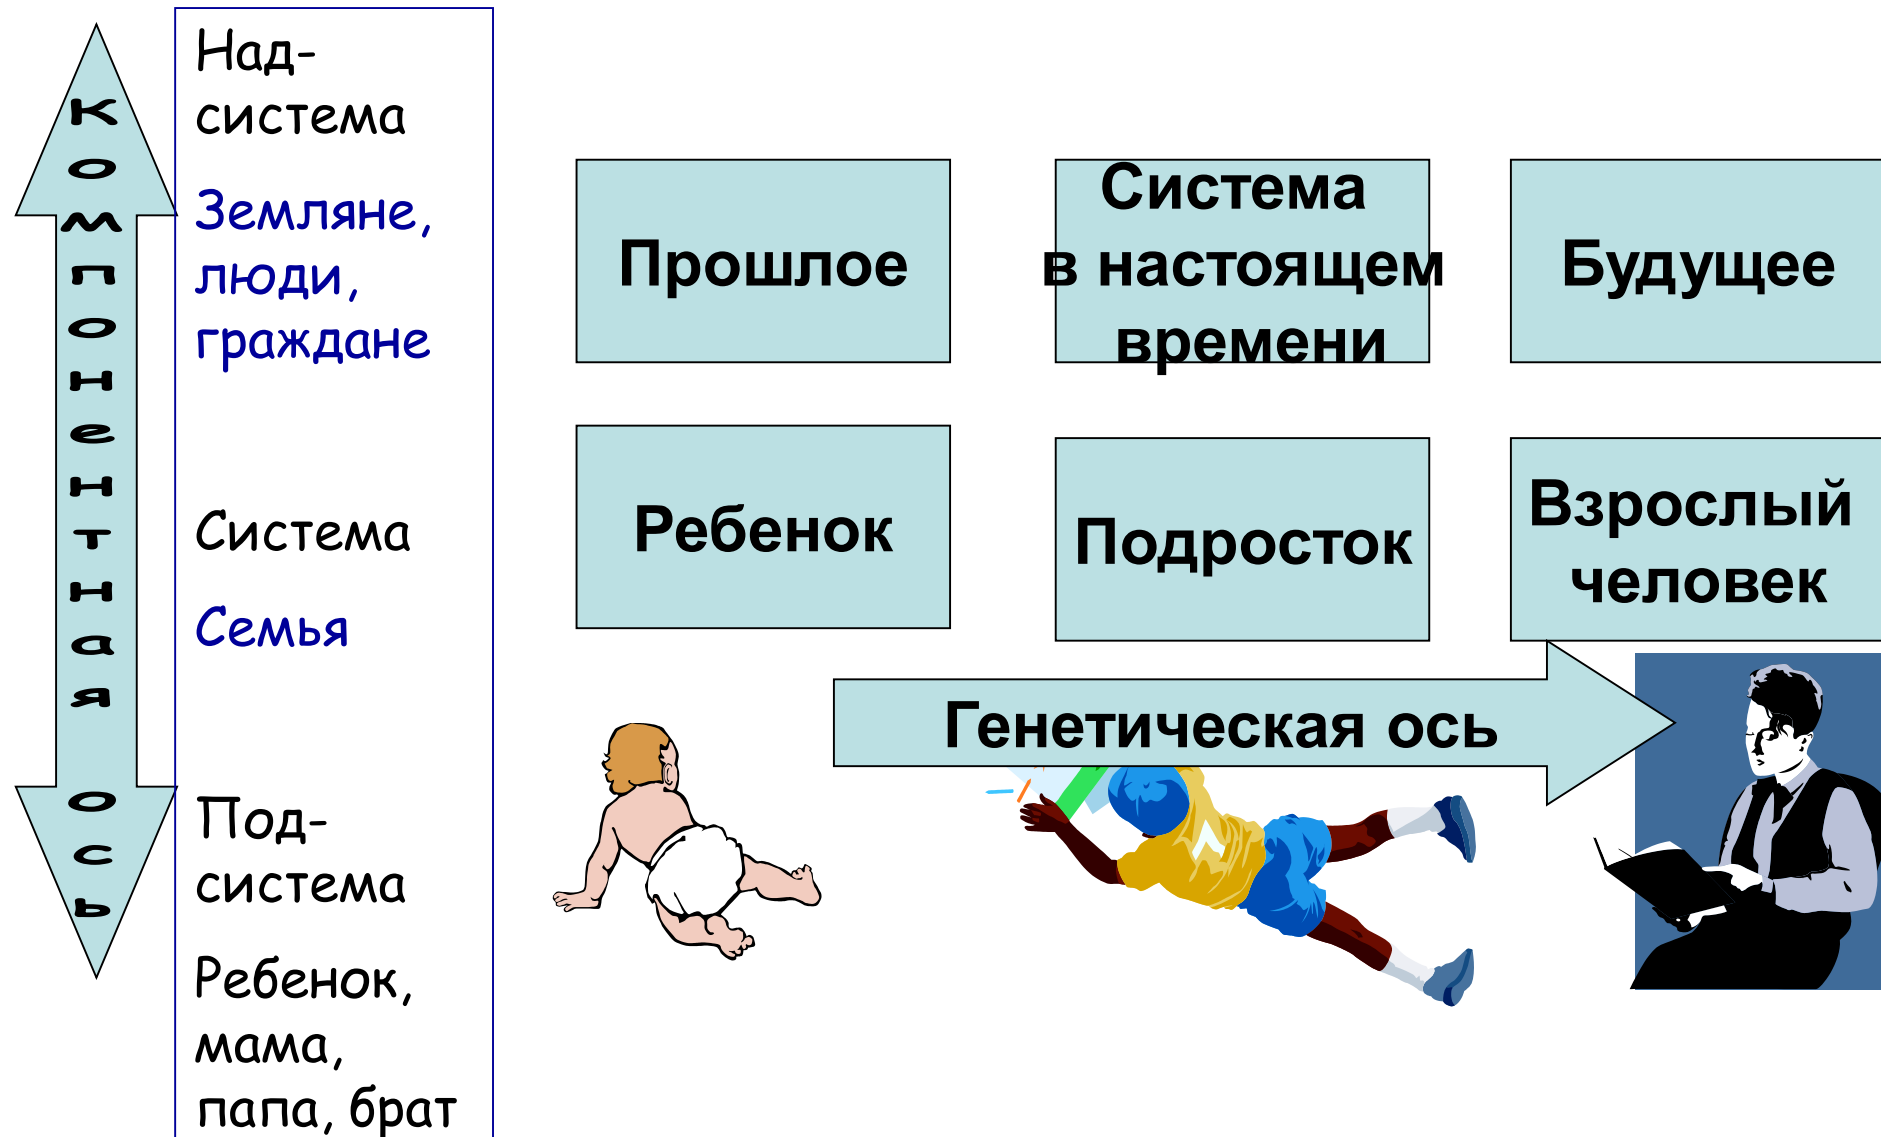 Компонентная ось
Над-
система
Земляне,
люди,
граждане
Система
Семья
Под-
система
Ребенок,
мама,
папа, брат
Прошлое
Система
в настоящем
времени
Будущее
Ребенок
Подросток
Взрослый
человек
Генетическая ось